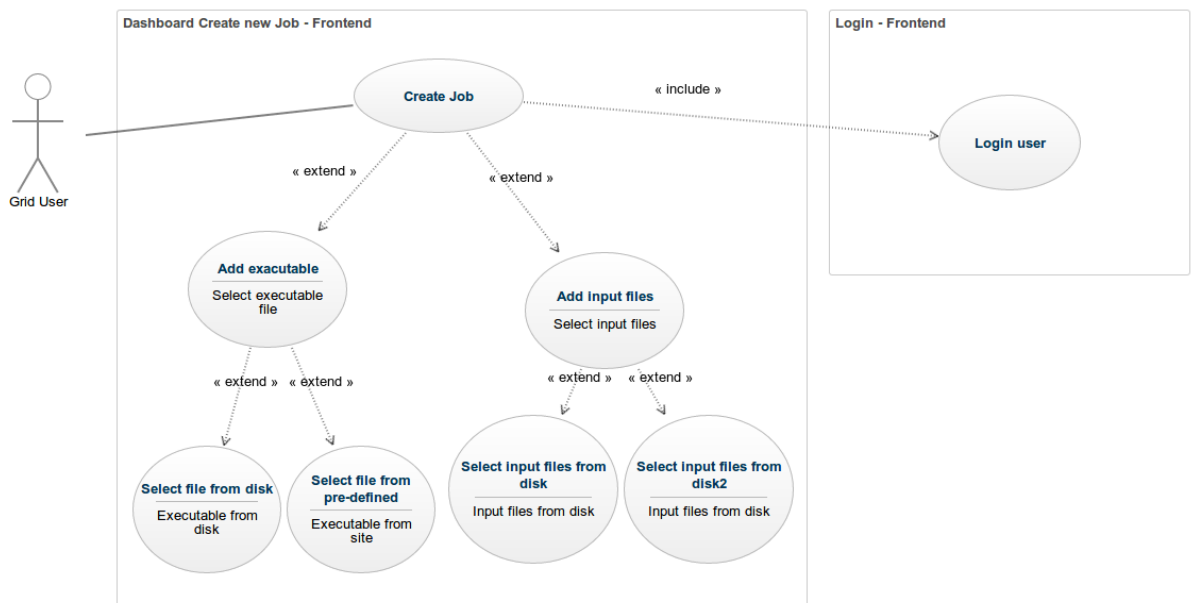 Dashboard Create new Job - Frontend
Login - Frontend
Create Job
« include »
Login user
Grid User
« extend »
« extend »
Add exacutable
Select executable
file
Add input files
Select input files
« extend »
« extend »
« extend »
« extend »
Select file from disk
Executable from
disk
Select file from
pre-defined
Executable from
site
Select input files from
disk
Input files from disk
Select input files from
disk2
Input files from disk